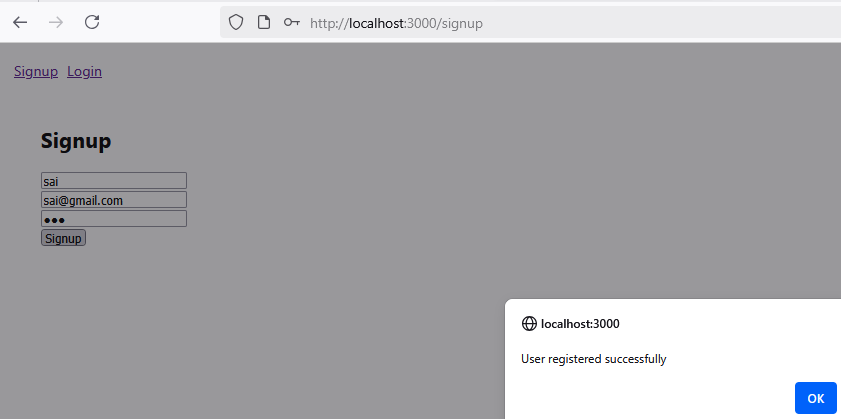 http://localhost:3000/signup
Signup Login
Signup
sai
sai@gmail.com
●●●
Signup
localhost:3000
User registered successfully
OK